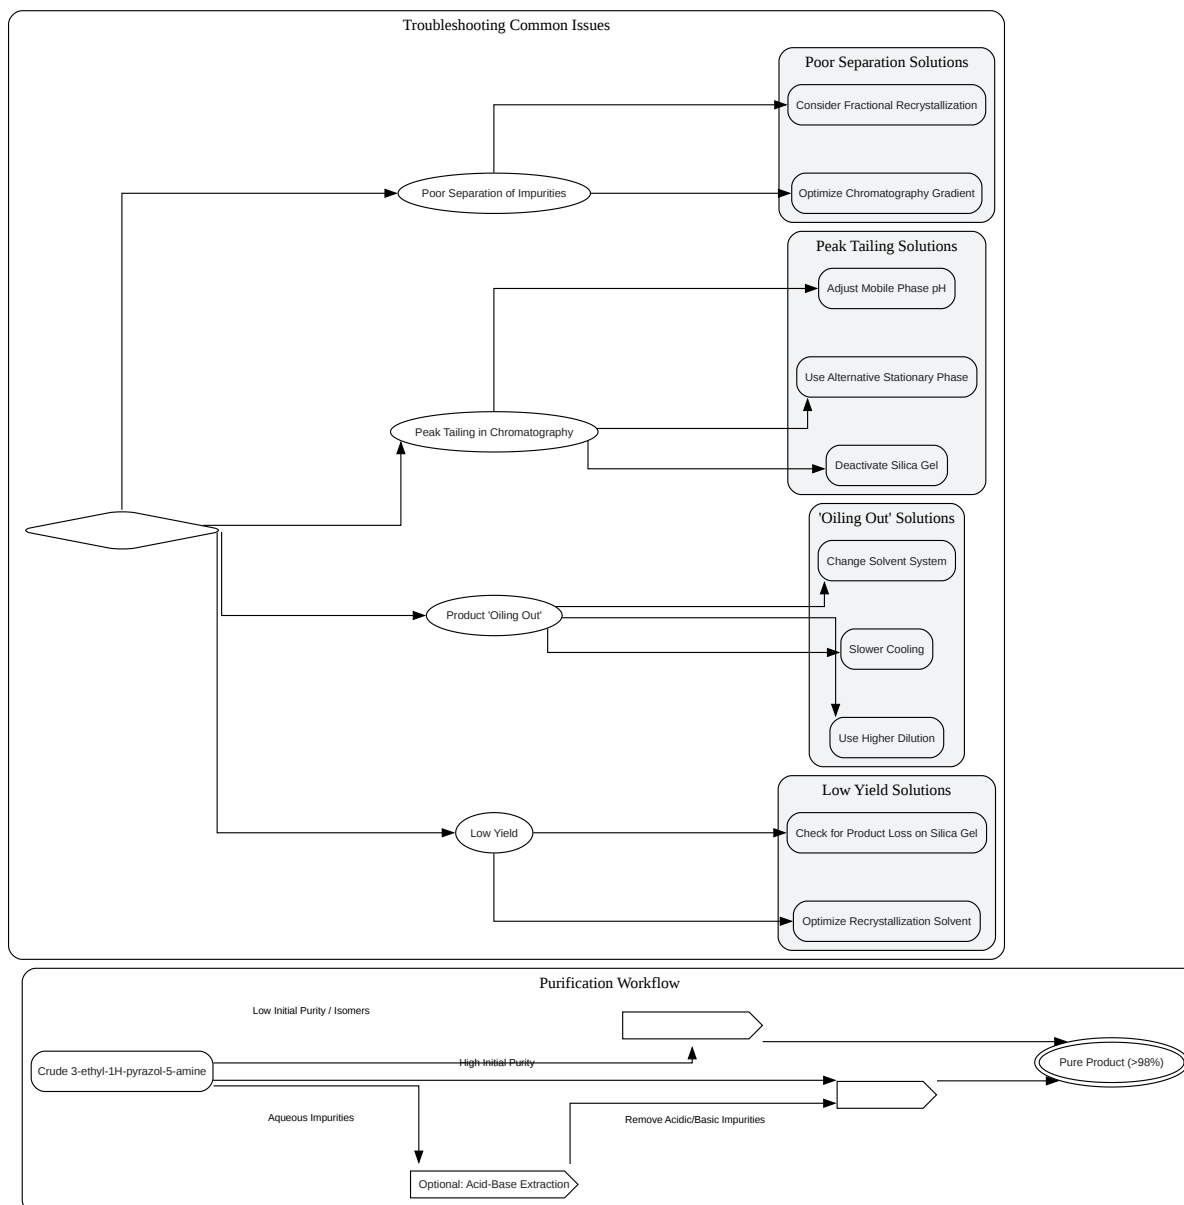 Troubleshooting Common Issues
Poor Separation Solutions
Consider Fractional Recrystallization
Poor Separation of Impurities
Optimize Chromatography Gradient
Peak Tailing Solutions
Adjust Mobile Phase pH
Use Alternative Stationary Phase
Peak Tailing in Chromatography
Deactivate Silica Gel
'Oiling Out' Solutions
Change Solvent System
Product 'Oiling Out'
Slower Cooling
Use Higher Dilution
Low Yield Solutions
Low Yield
Check for Product Loss on Silica Gel
Optimize Recrystallization Solvent
Purification Workflow
Low Initial Purity / Isomers
High Initial Purity
Crude 3-ethyl-1H-pyrazol-5-amine
Pure Product (>98%)
Aqueous Impurities
Remove Acidic/Basic Impurities
Optional: Acid-Base Extraction